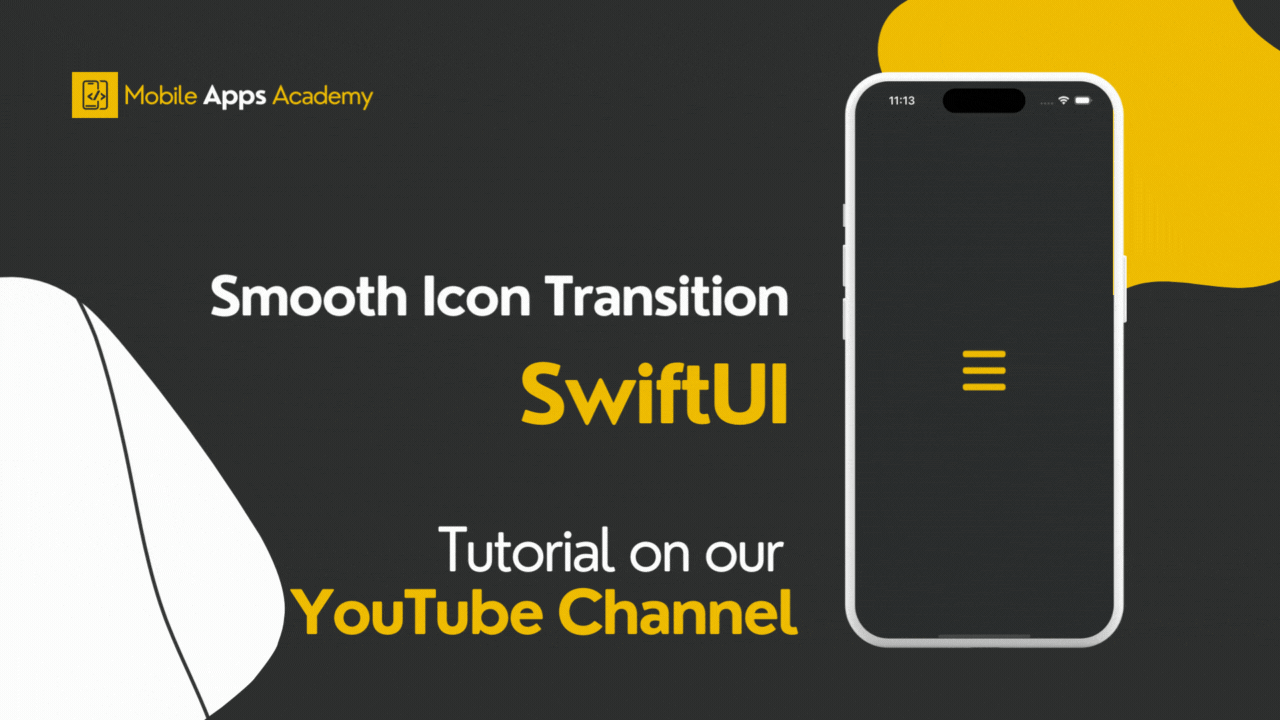 Mobile Apps Academy
11:13
Smooth Icon Transition
SwiftUI
Tutorial on our
YouTube Channel